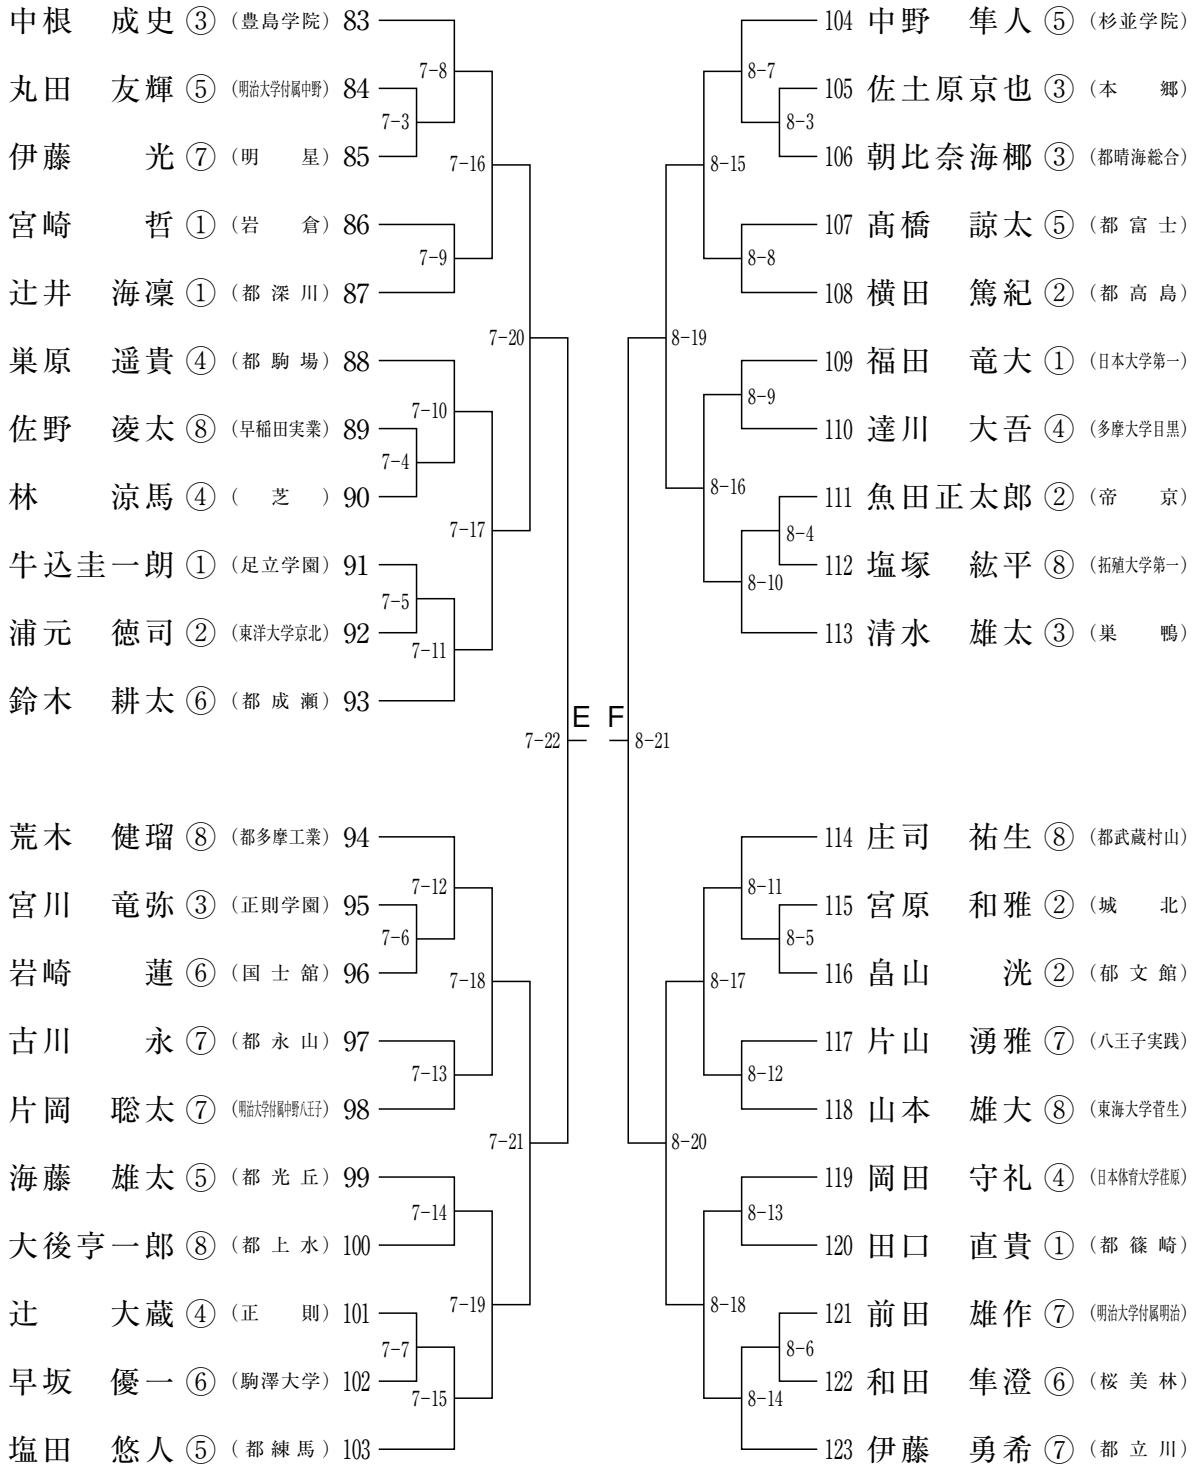 中根 成史 ③ (豊島学院) 83
丸田 友輝 ⑤ (明治大学付属中野) 84
伊藤 光 ⑦ (明星) 85
宮崎 哲 ① (岩倉) 86
辻井 海凜 ① (都深川) 87
巣原 遥貴 ④ (都駒場) 88
佐野 凌太 ⑧ (早稲田実業) 89
林 涼馬 ④ (芝) 90
牛込圭一朗 ① (足立学園) 91
浦元 徳司 ② (東洋大学京北) 92
鈴木 耕太 ⑥ (都成瀬) 93
荒木 健瑠 ⑧ (都多摩工業) 94
宮川 竜弥 ③ (正則学園) 95
岩崎 蓮 ⑥ (国士舘) 96
古川 永 ⑦ (都永山) 97
片岡 聡太 ⑦ (明治大学付属中野八王子) 98
海藤 雄太 ⑤ (都光丘) 99
大後亨一郎 ⑧ (都上水) 100
辻 大蔵 ④ (正則) 101
早坂 優一 ⑥ (駒澤大学) 102
塩田 悠人 ⑤ (都練馬) 103
7-8
7-3
7-16
7-9
7-20
7-10
7-4
7-17
7-5
7-11
7-22
7-12
7-6
7-18
7-13
7-21
7-14
7-19
7-7
7-15
E F
8-7
8-3
8-15
8-8
8-19
8-9
8-16
8-4
8-10
8-21
8-11
8-5
8-17
8-12
8-20
8-13
8-18
8-6
8-14
104 中野 隼人 ⑤ (杉並学院)
105 佐土原京也 ③ (本郷)
106 朝比奈海椰 ③ (都晴海総合)
107 髙橋 諒太 ⑤ (都富士)
108 横田 篤紀 ② (都高島)
109 福田 竜大 ① (日本大学第一)
110 達川 大吾 ④ (多摩大学目黒)
111 魚田正太郎 ② (帝京)
112 塩塚 紘平 ⑧ (拓殖大学第一)
113 清水 雄太 ③ (巣鴨)
114 庄司 祐生 ⑧ (都武蔵村山)
115 宮原 和雅 ② (城北)
116 畠山 洸 ② (郁文館)
117 片山 湧雅 ⑦ (八王子実践)
118 山本 雄大 ⑧ (東海大学菅生)
119 岡田 守礼 ④ (日本体育大学荏原)
120 田口 直貴 ① (都篠崎)
121 前田 雄作 ⑦ (明治大学付属明治)
122 和田 隼澄 ⑥ (桜美林)
123 伊藤 勇希 ⑦ (都立川)